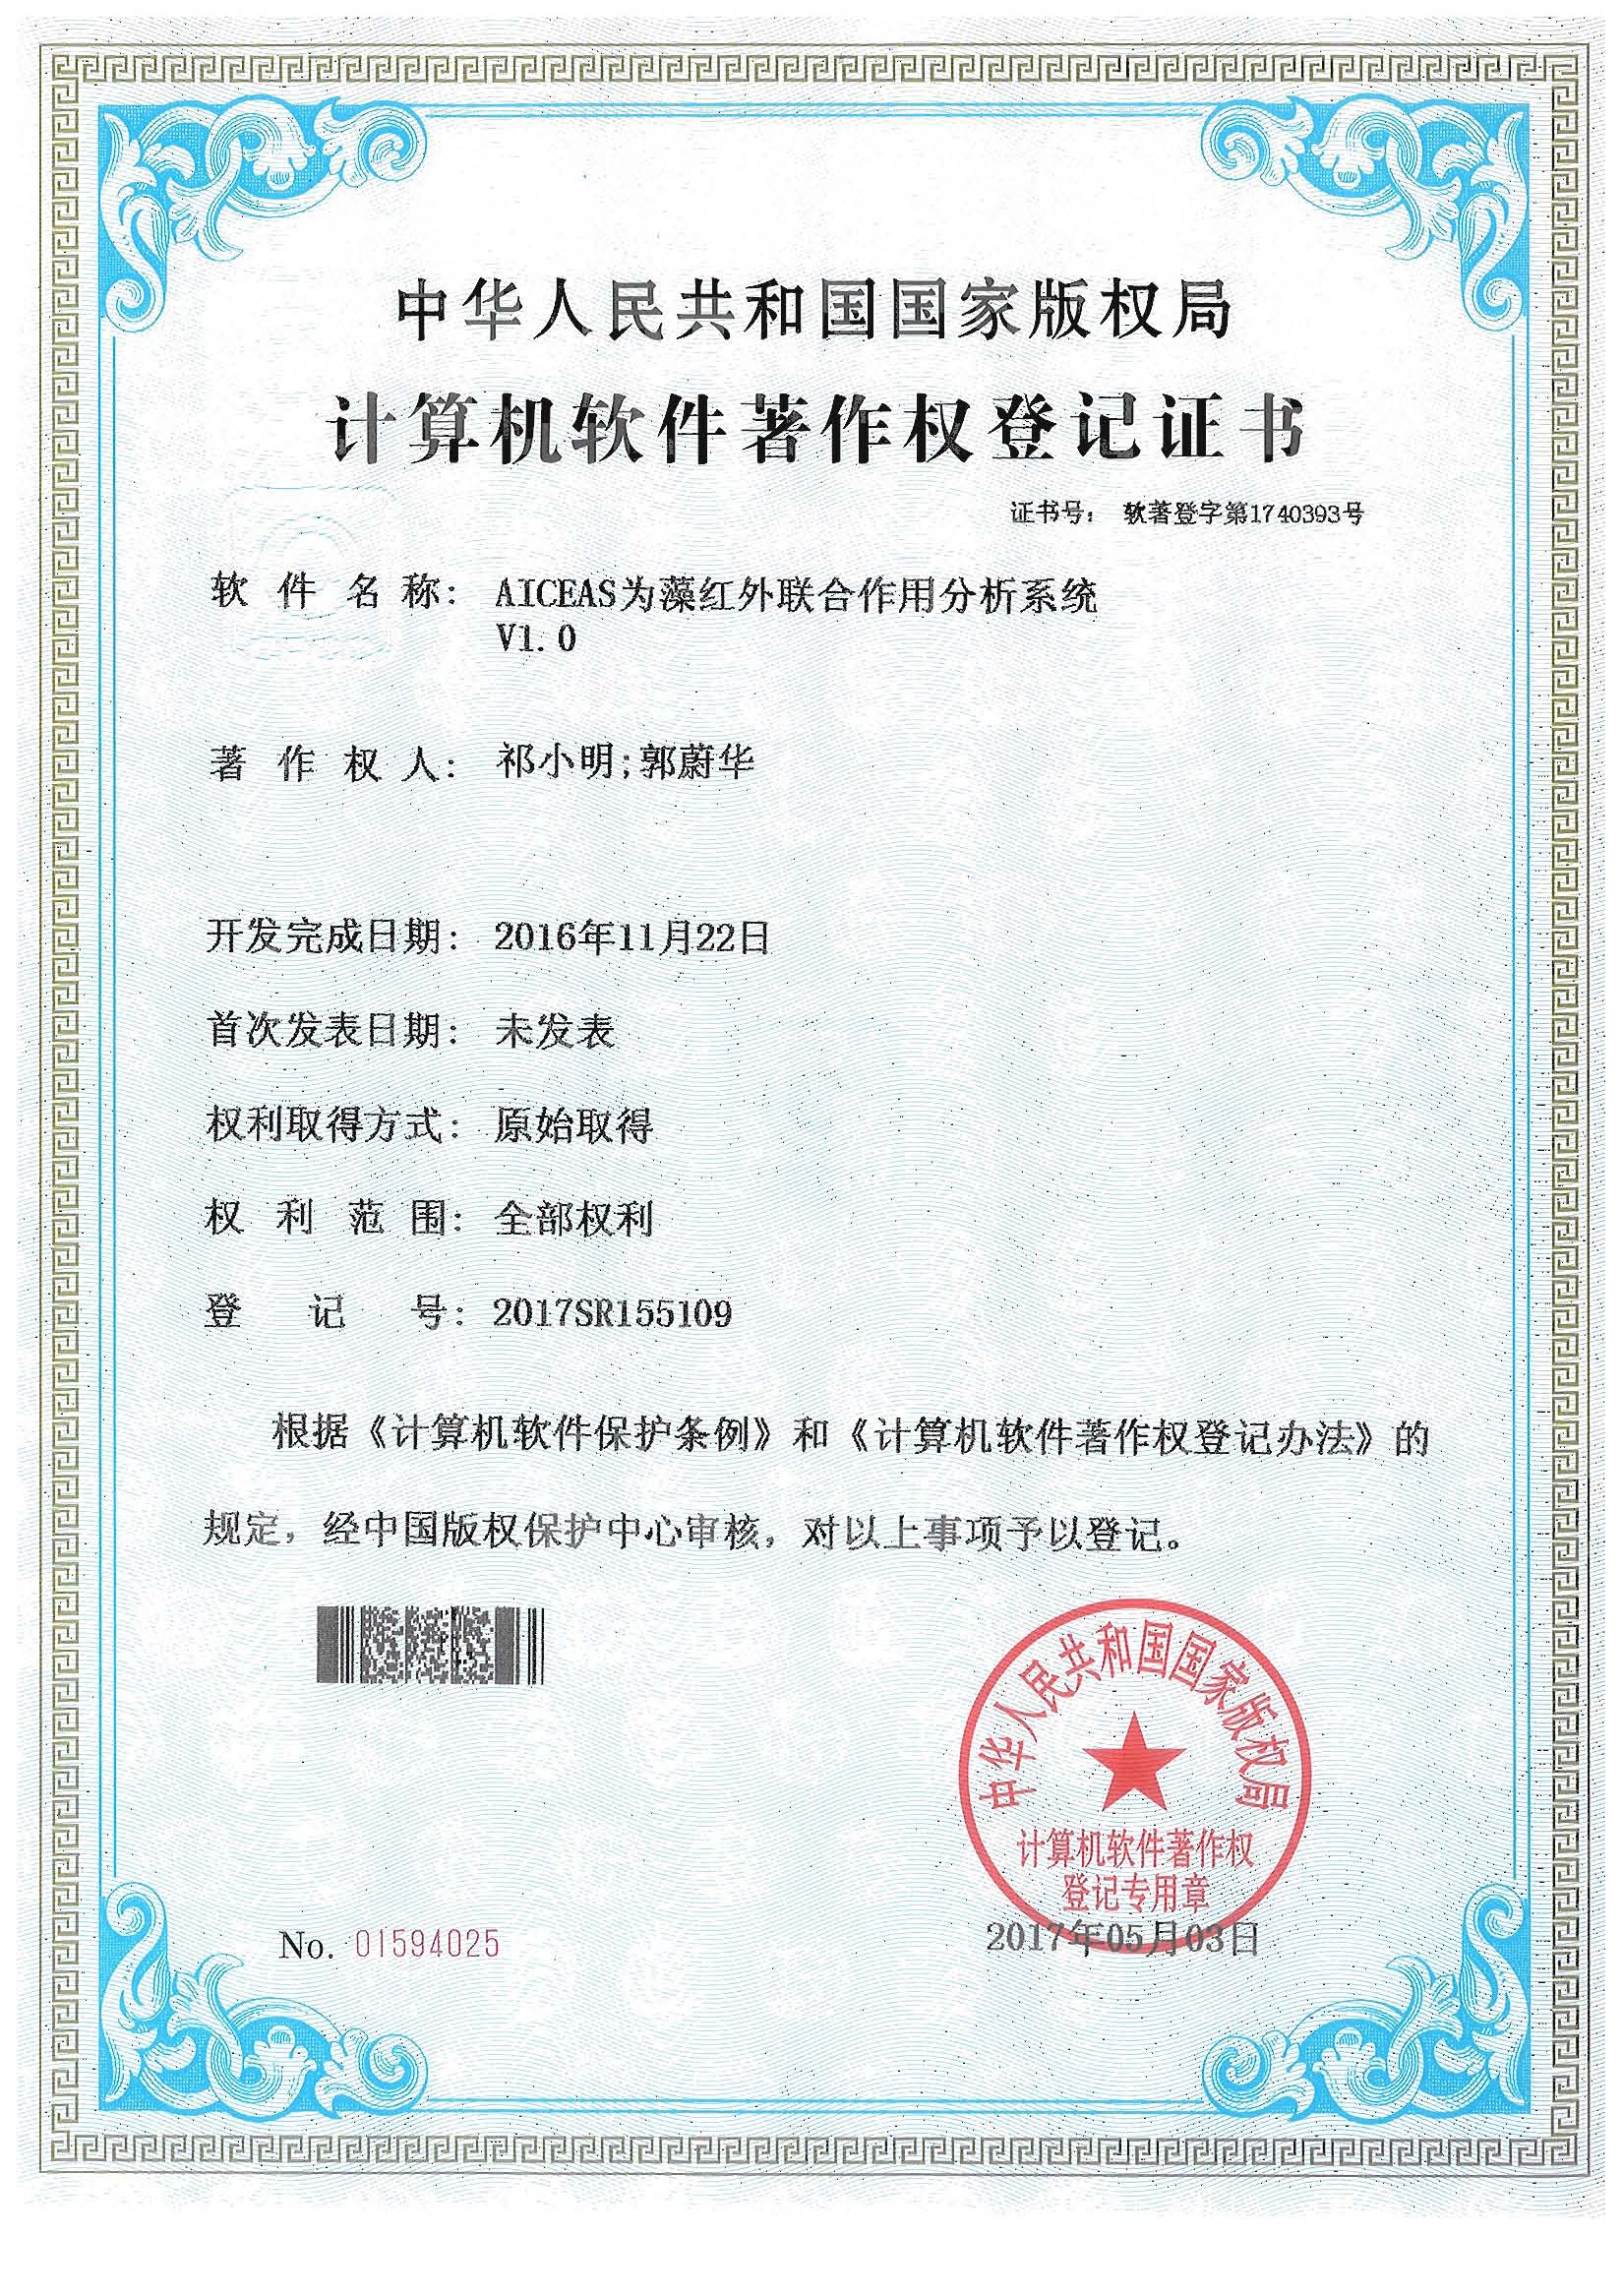 中华人民共和国国家版权局
计算机软件著作权登记证书
证书号： 软著登字第1740393号
软件名称： AICEAS为藻红外联合作用分析系统
V1.0
著作权人： 祁小明;郭蔚华
开发完成日期： 2016年11月22日
首次发表日期： 未发表
权利取得方式： 原始取得
权利范围： 全部权利
登记号： 2017SR155109
根据《计算机软件保护条例》和《计算机软件著作权登记办法》的
规定，经中国版权保护中心审核，对以上事项予以登记。
中华人民共和国国家版权局
计算机软件著作权
登记专用章
No. 01594025
2017年05月03日